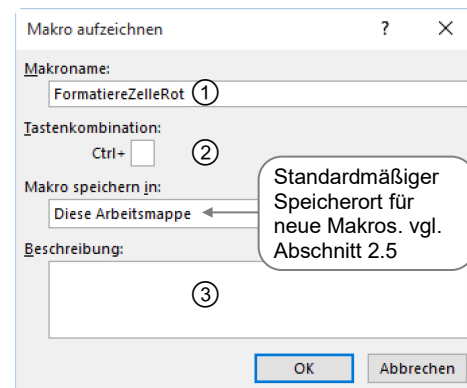 Makro aufzeichnen ? ×
Makroname:
FormatiereZelleRot ①
Tastenkombination:
Ctrl+ ②
Makro speichern in:
Diese Arbeitsmappe
Standardmäßiger
Speicherort für
neue Makros. vgl.
Abschnitt 2.5
Beschreibung:
③
OK Abbrechen